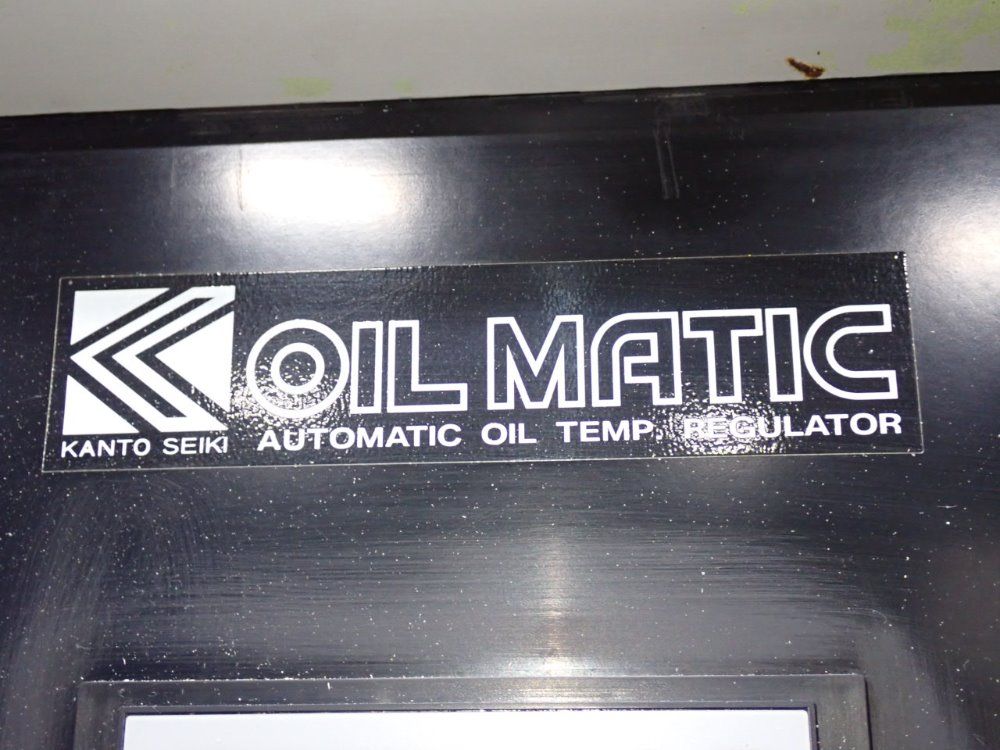 OIL MATIC
KANTO SEIKI
AUTOMATIC OIL TEMP. REGULATOR